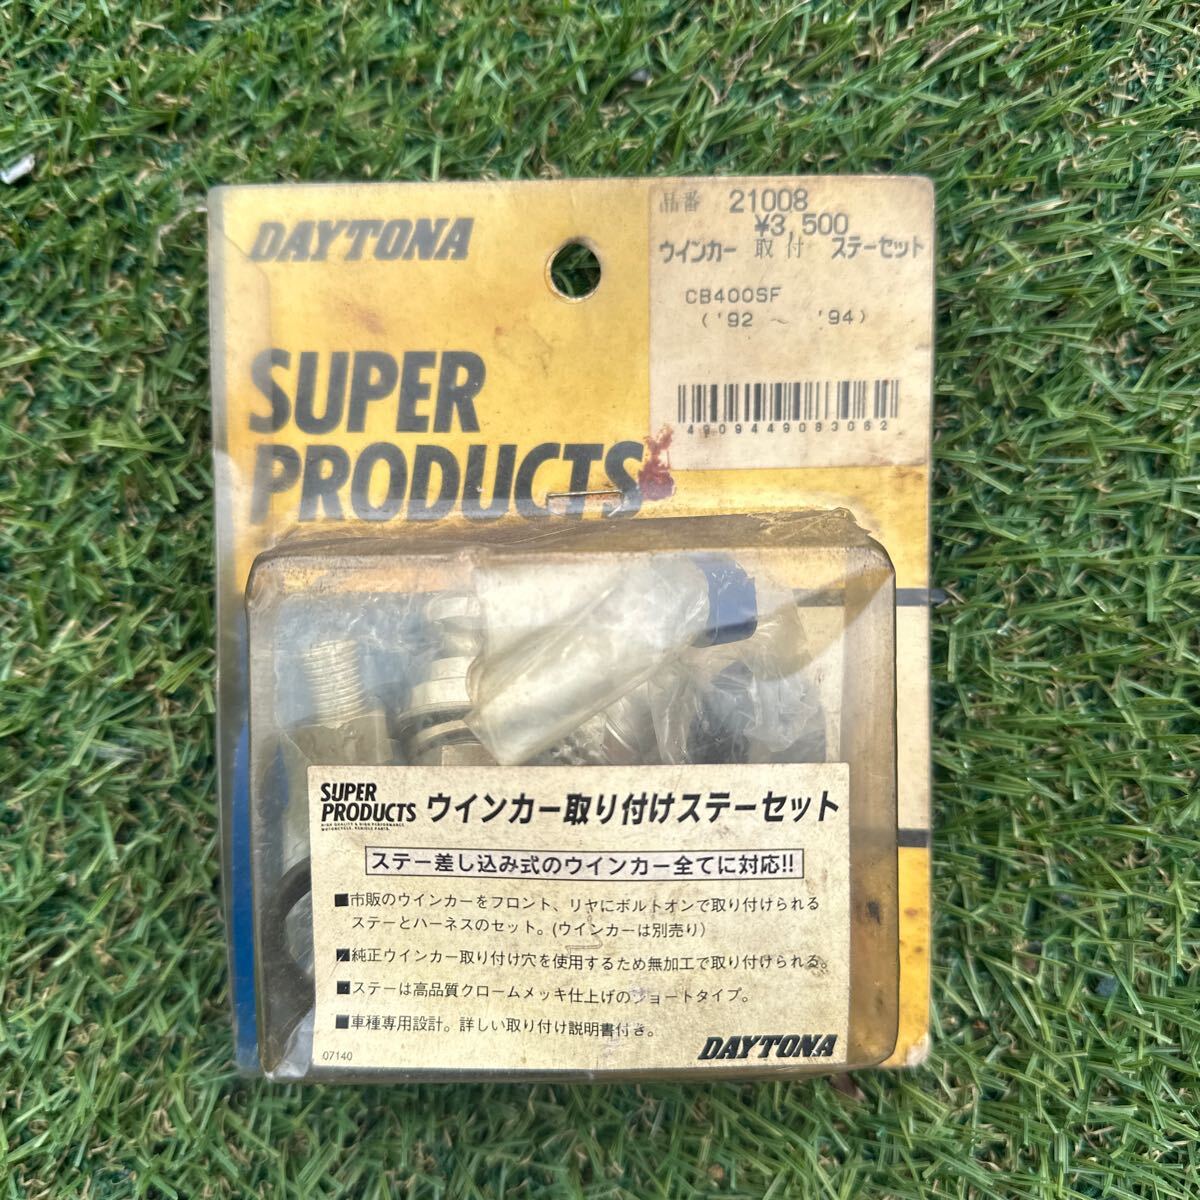 DAYTONA
品番 21008
¥3,500
ウインカー 取付 ステーセット
CB400SF
('92 ～ '94)
4909449083062
SUPER
PRODUCTS
SUPER
PRODUCTS
HIGH QUALITY & HIGH PERFORMANCE
MOTORCYCLE, VEHICLE PARTS.
ウインカー取り付けステーセット
ステー差し込み式のウインカー全てに対応!!
■市販のウインカーをフロント、リヤにボルトオンで取り付けられる
ステーとハーネスのセット。(ウインカーは別売り)
■純正ウインカー取り付け穴を使用するため無加工で取り付けられる。
■ステーは高品質クロームメッキ仕上げのショートタイプ。
■車種専用設計。詳しい取り付け説明書付き。
07140
DAYTONA